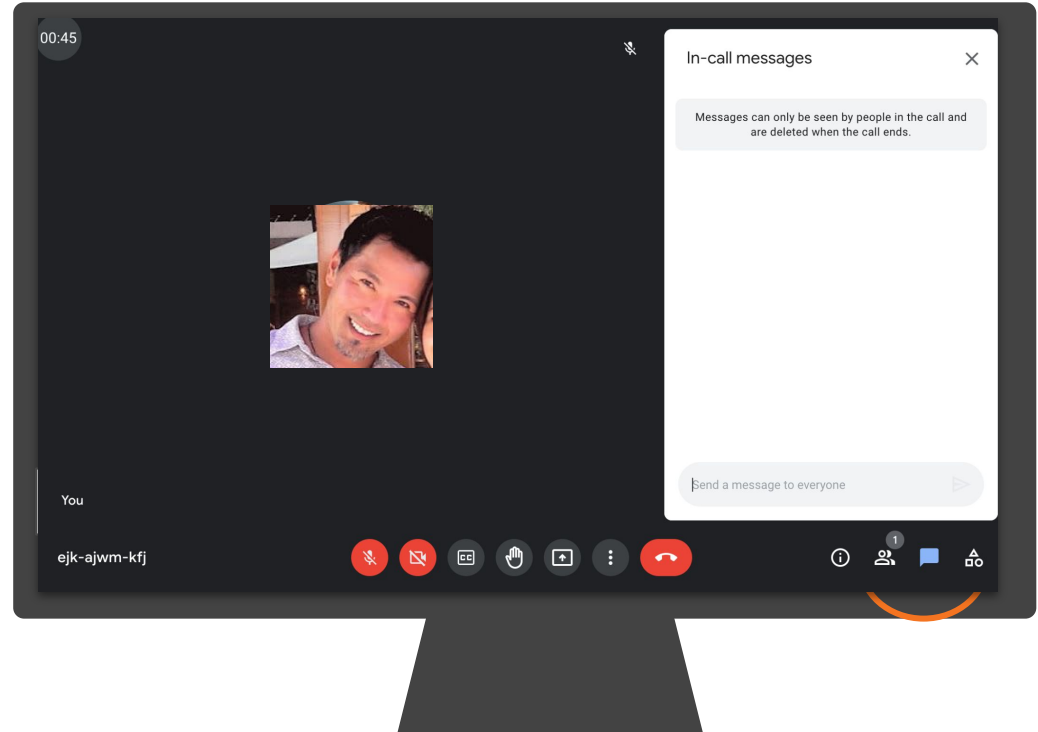 00:45
In-call messages
Messages can only be seen by people in the call and
are deleted when the call ends.
Send a message to everyone
You
ejk-ajwm-kfj
CC
1